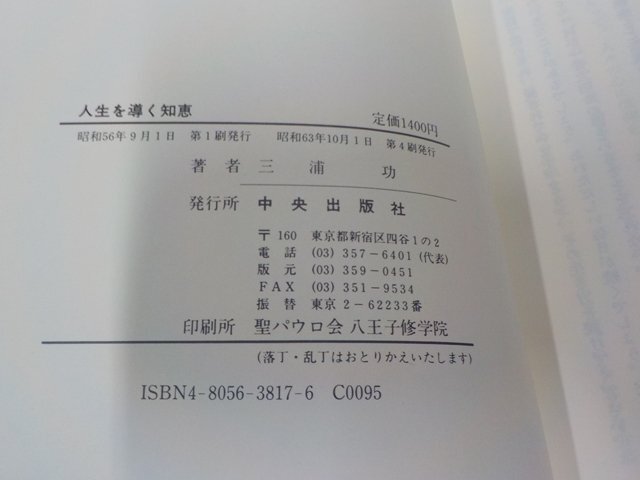 人生を導く知恵
定価1400円
昭和56年9月1日 第1刷発行 昭和63年10月1日 第4刷発行
著者 三浦 功
発行所 中央出版社
〒160 東京都新宿区四谷1の2
電話 (03) 357-6401 (代表)
版元 (03) 359-0451
FAX (03) 351-9534
振替 東京 2-62233番
印刷所 聖パウロ会 八王子修学院
(落丁・乱丁はおとりかえいたします)
ISBN4-8056-3817-6 C0095